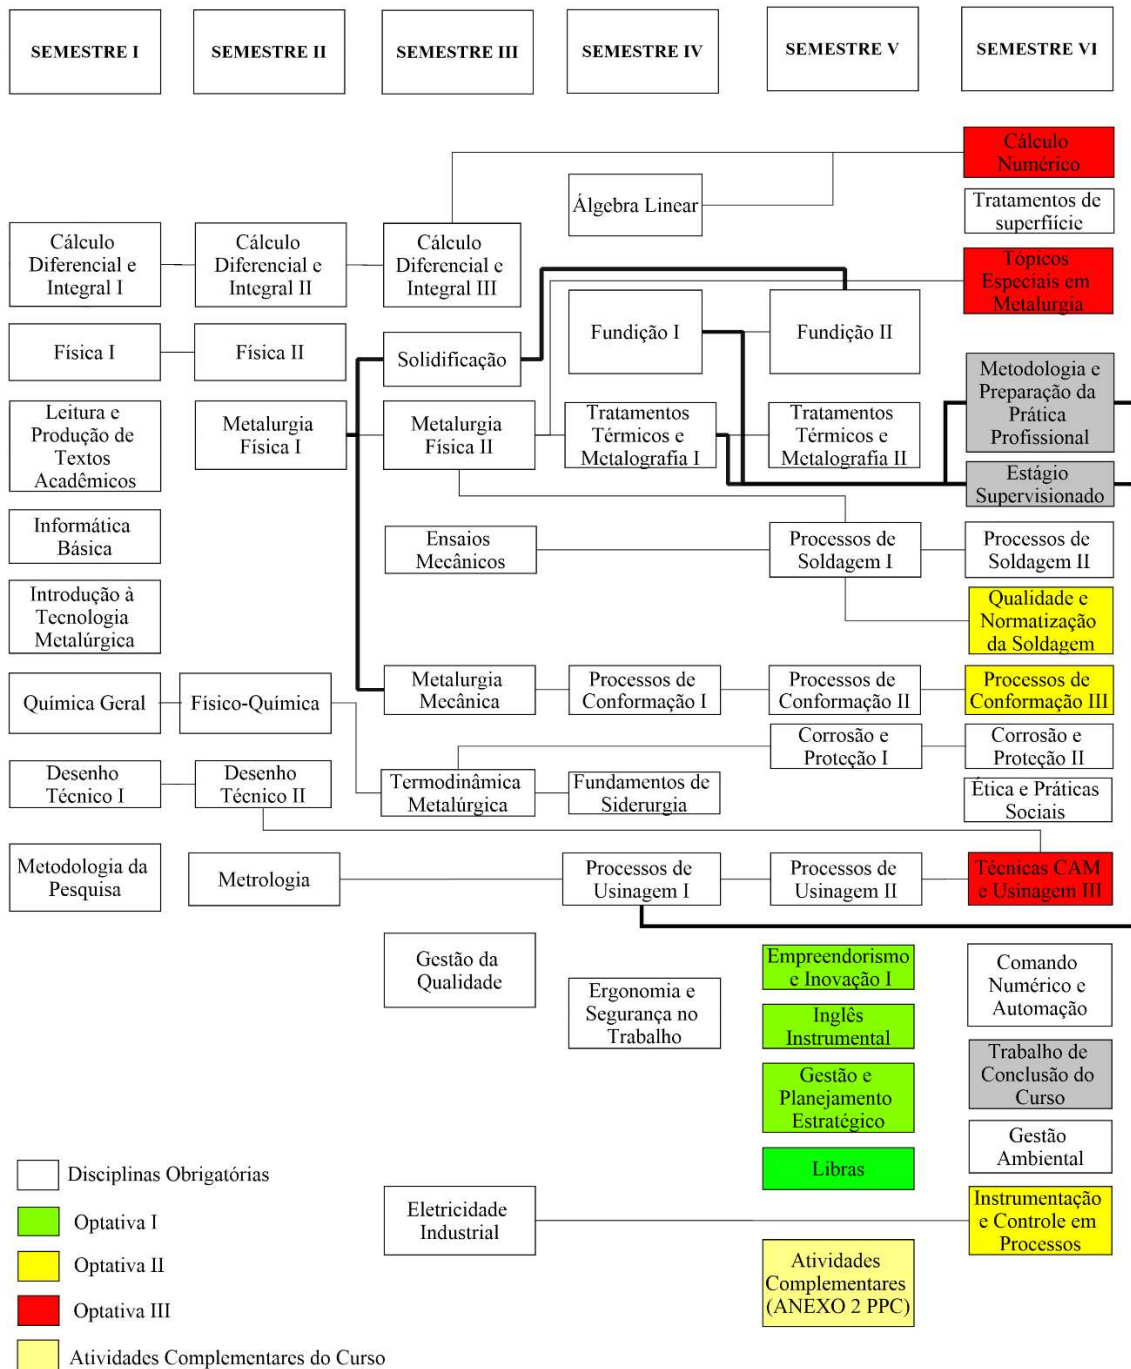 SEMESTRE I
SEMESTRE II
SEMESTRE III
SEMESTRE IV
SEMESTRE V
SEMESTRE VI
Cálculo
Numérico
Álgebra Linear
Tratamentos de
superfíície
Cálculo
Diferencial e
Integral I
Cálculo
Diferencial e
Integral II
Cálculo
Diferencial e
Integral III
Tópicos
Especiais em
Metalurgia
Física I
Física II
Solidificação
Fundição I
Fundição II
Metodologia e
Preparação da
Prática
Profissional
Leitura e
Produção de
Textos
Acadêmicos
Metalurgia
Física I
Metalurgia
Física II
Tratamentos
Térmicos e
Metalografia I
Tratamentos
Térmicos e
Metalografia II
Estágio
Supervisionado
Informática
Básica
Ensaios
Mecânicos
Processos de
Soldagem I
Processos de
Soldagem II
Introdução à
Tecnologia
Metalúrgica
Qualidade e
Normatização
da Soldagem
Química Geral
Físico-Química
Metalurgia
Mecânica
Processos de
Conformação I
Processos de
Conformação II
Processos de
Conformação III
Corrosão e
Proteção I
Corrosão e
Proteção II
Desenho
Técnico I
Desenho
Técnico II
Termodinâmica
Metalúrgica
Fundamentos de
Siderurgia
Ética e Práticas
Sociais
Metodologia da
Pesquisa
Metrologia
Processos de
Usinagem I
Processos de
Usinagem II
Técnicas CAM
e Usinagem III
Gestão da
Qualidade
Ergonomia e
Segurança no
Trabalho
Empreendorismo
e Inovação I
Comando
Numérico e
Automação
Inglês
Instrumental
Gestão e
Planejamento
Estratégico
Trabalho de
Conclusão do
Curso
Libras
Gestão
Ambiental
Eletricidade
Industrial
Instrumentação
e Controle em
Processos
Atividades
Complementares
(ANEXO 2 PPC)
Disciplinas Obrigatórias
Optativa I
Optativa II
Optativa III
Atividades Complementares do Curso